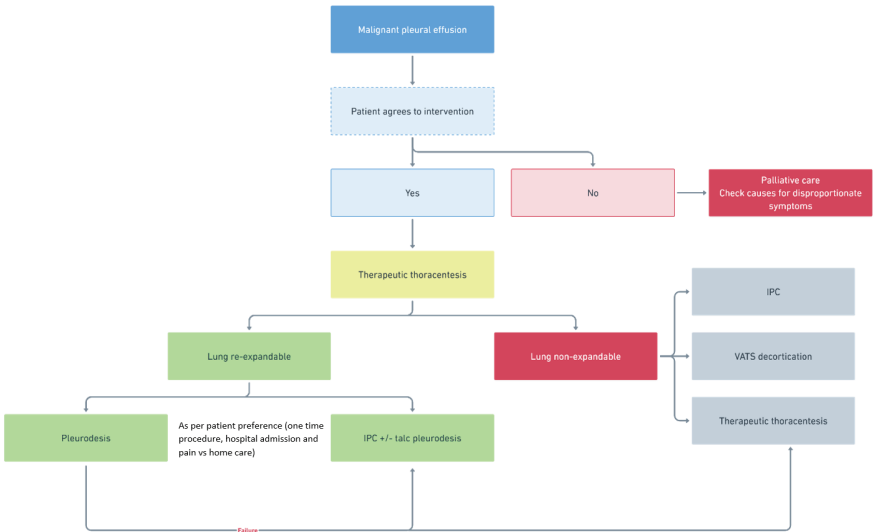 Malignant pleural effusion
Patient agrees to intervention
Yes
No
Palliative care
Check causes for disproportionate
symptoms
Therapeutic thoracentesis
IPC
Lung re-expandable
Lung non-expandable
VATS decortication
Pleurodesis
As per patient preference (one time
procedure, hospital admission and
pain vs home care)
IPC +/- talc pleurodesis
Therapeutic thoracentesis
Failure